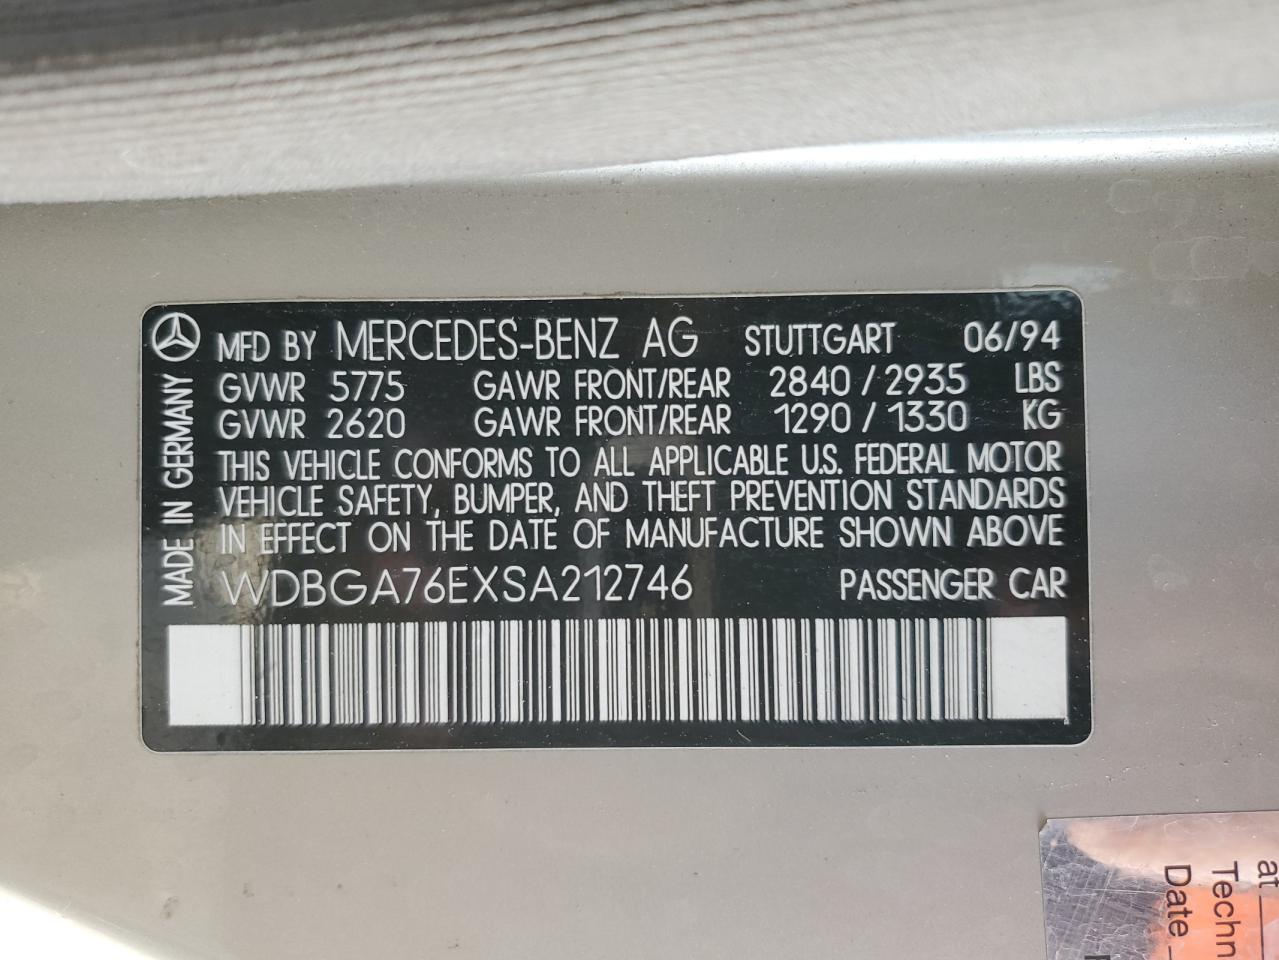 MFD BY MERCEDES-BENZ AG STUTTGART 06/94
GVWR 5775 GAWR FRONT/REAR 2840 / 2935 LBS
GVWR 2620 GAWR FRONT/REAR 1290 / 1330 KG
THIS VEHICLE CONFORMS TO ALL APPLICABLE U.S. FEDERAL MOTOR
VEHICLE SAFETY, BUMPER, AND THEFT PREVENTION STANDARDS
IN EFFECT ON THE DATE OF MANUFACTURE SHOWN ABOVE
WDBGA76EXSA212746 PASSENGER CAR
MADE IN GERMANY
at
Techn
Date